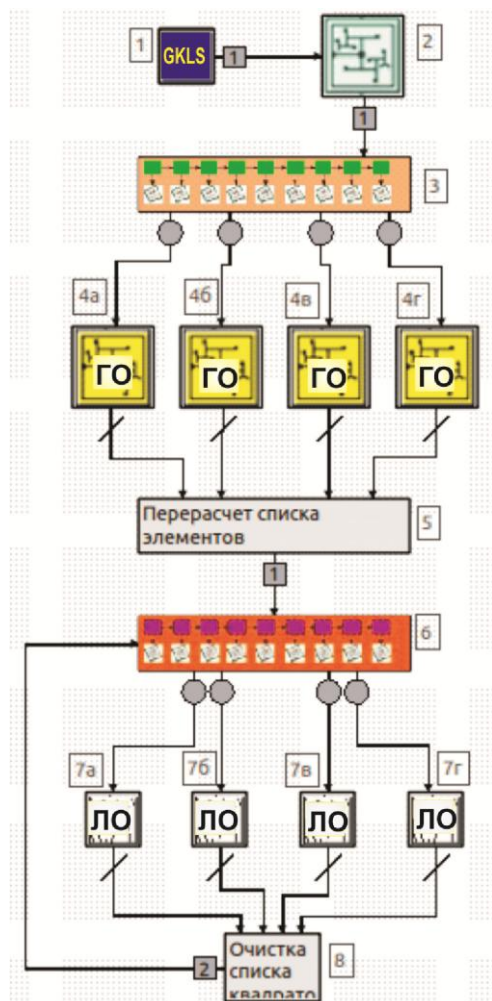 1
GKLS
1
2
1
3
4а
4б
4в
4г
ГО
ГО
ГО
ГО
Перерасчет списка
элементов
5
1
6
7а
7б
7в
7г
ЛО
ЛО
ЛО
ЛО
2
Очистка
списка
квадрато
8